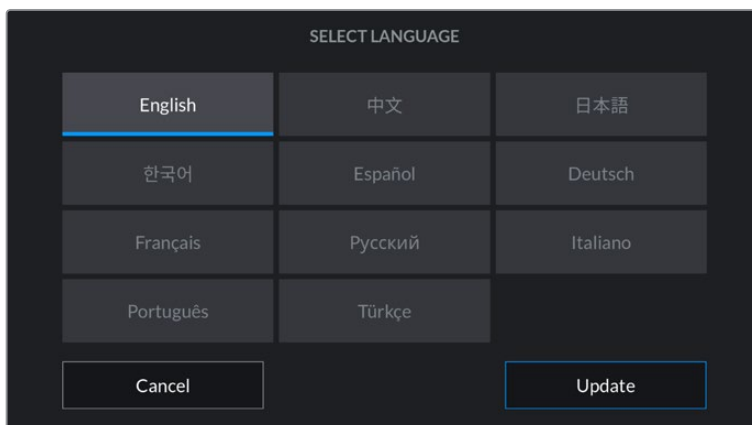 SELECT LANGUAGE
English
中文
日本語
한국어
Español
Deutsch
Français
Русский
Italiano
Português
Türkçe
Cancel
Update